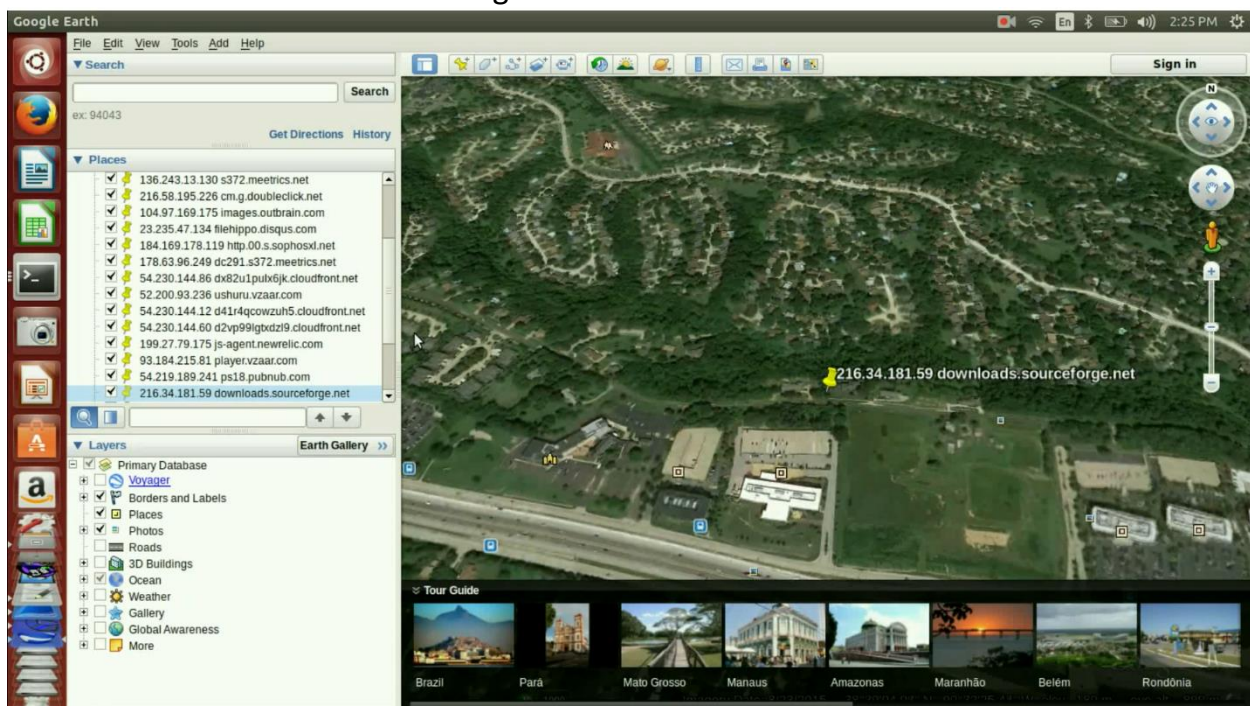 Google Earth
En
2:25 PM
File Edit View Tools Add Help
Search
Search
ex: 94043
Get Directions History
Places
136.243.13.130 s372.meetrics.net
216.58.195.226 cm.g.doubleclick.net
104.97.169.175 images.outbrain.com
23.235.47.134 filehippo.disqus.com
184.169.178.119 http.00.s.sophosxl.net
178.63.96.249 dc291.s372.meetrics.net
54.230.144.86 dx82u1pulx6jk.cloudfront.net
52.200.93.236 ushuru.vzaar.com
54.230.144.12 d41r4qcowzuh5.cloudfront.net
54.230.144.60 d2vp99lgtxdzl9.cloudfront.net
199.27.79.175 js-agent.newrelic.com
93.184.215.81 player.vzaar.com
54.219.189.241 ps18.pubnub.com
216.34.181.59 downloads.sourceforge.net
Layers
Earth Gallery >>
Primary Database
Voyager
Borders and Labels
Places
Photos
Roads
3D Buildings
Ocean
Weather
Gallery
Global Awareness
More
Sign in
N
216.34.181.59 downloads.sourceforge.net
Tour Guide
Brazil Pará Mato Grosso Manaus Amazonas Maranhão Belém Rondônia